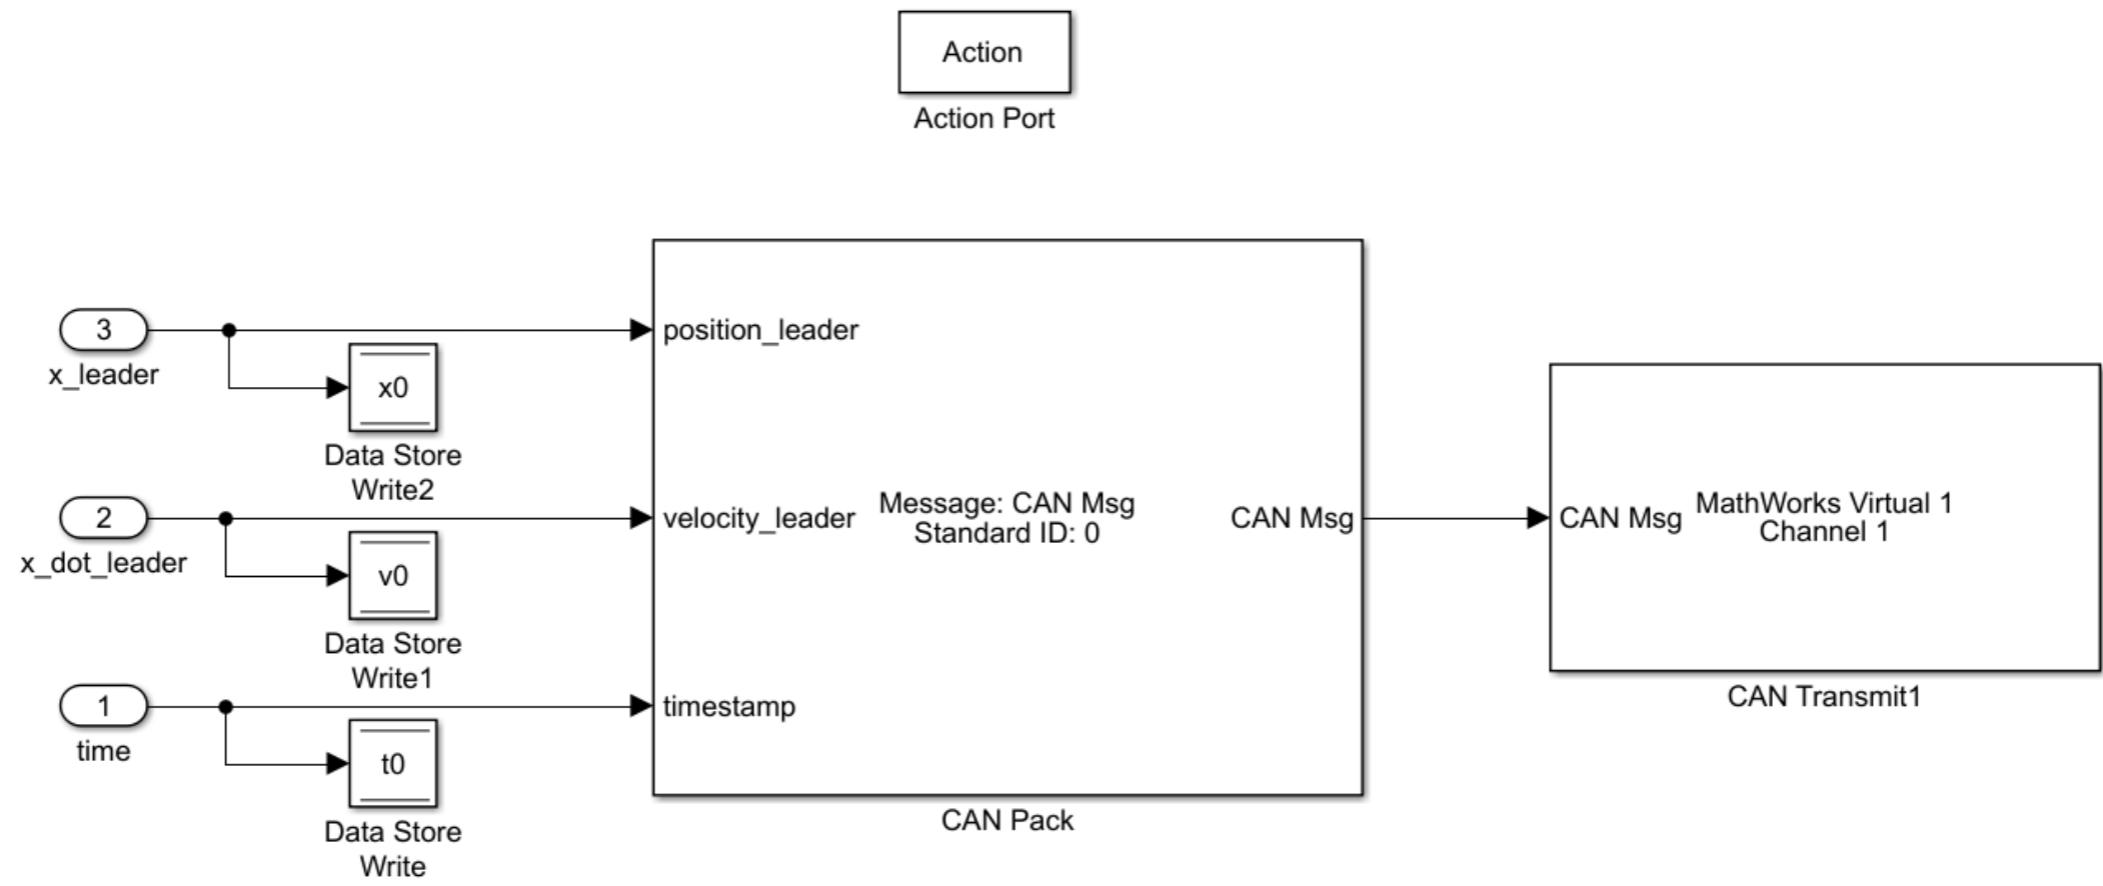 Action
Action Port
3
x_leader
position_leader
x0
Data Store
Write2
2
x_dot_leader
velocity_leader
Message: CAN Msg
Standard ID: 0
CAN Msg
CAN Msg
MathWorks Virtual 1
Channel 1
v0
Data Store
Write1
CAN Transmit1
1
time
timestamp
t0
Data Store
Write
CAN Pack